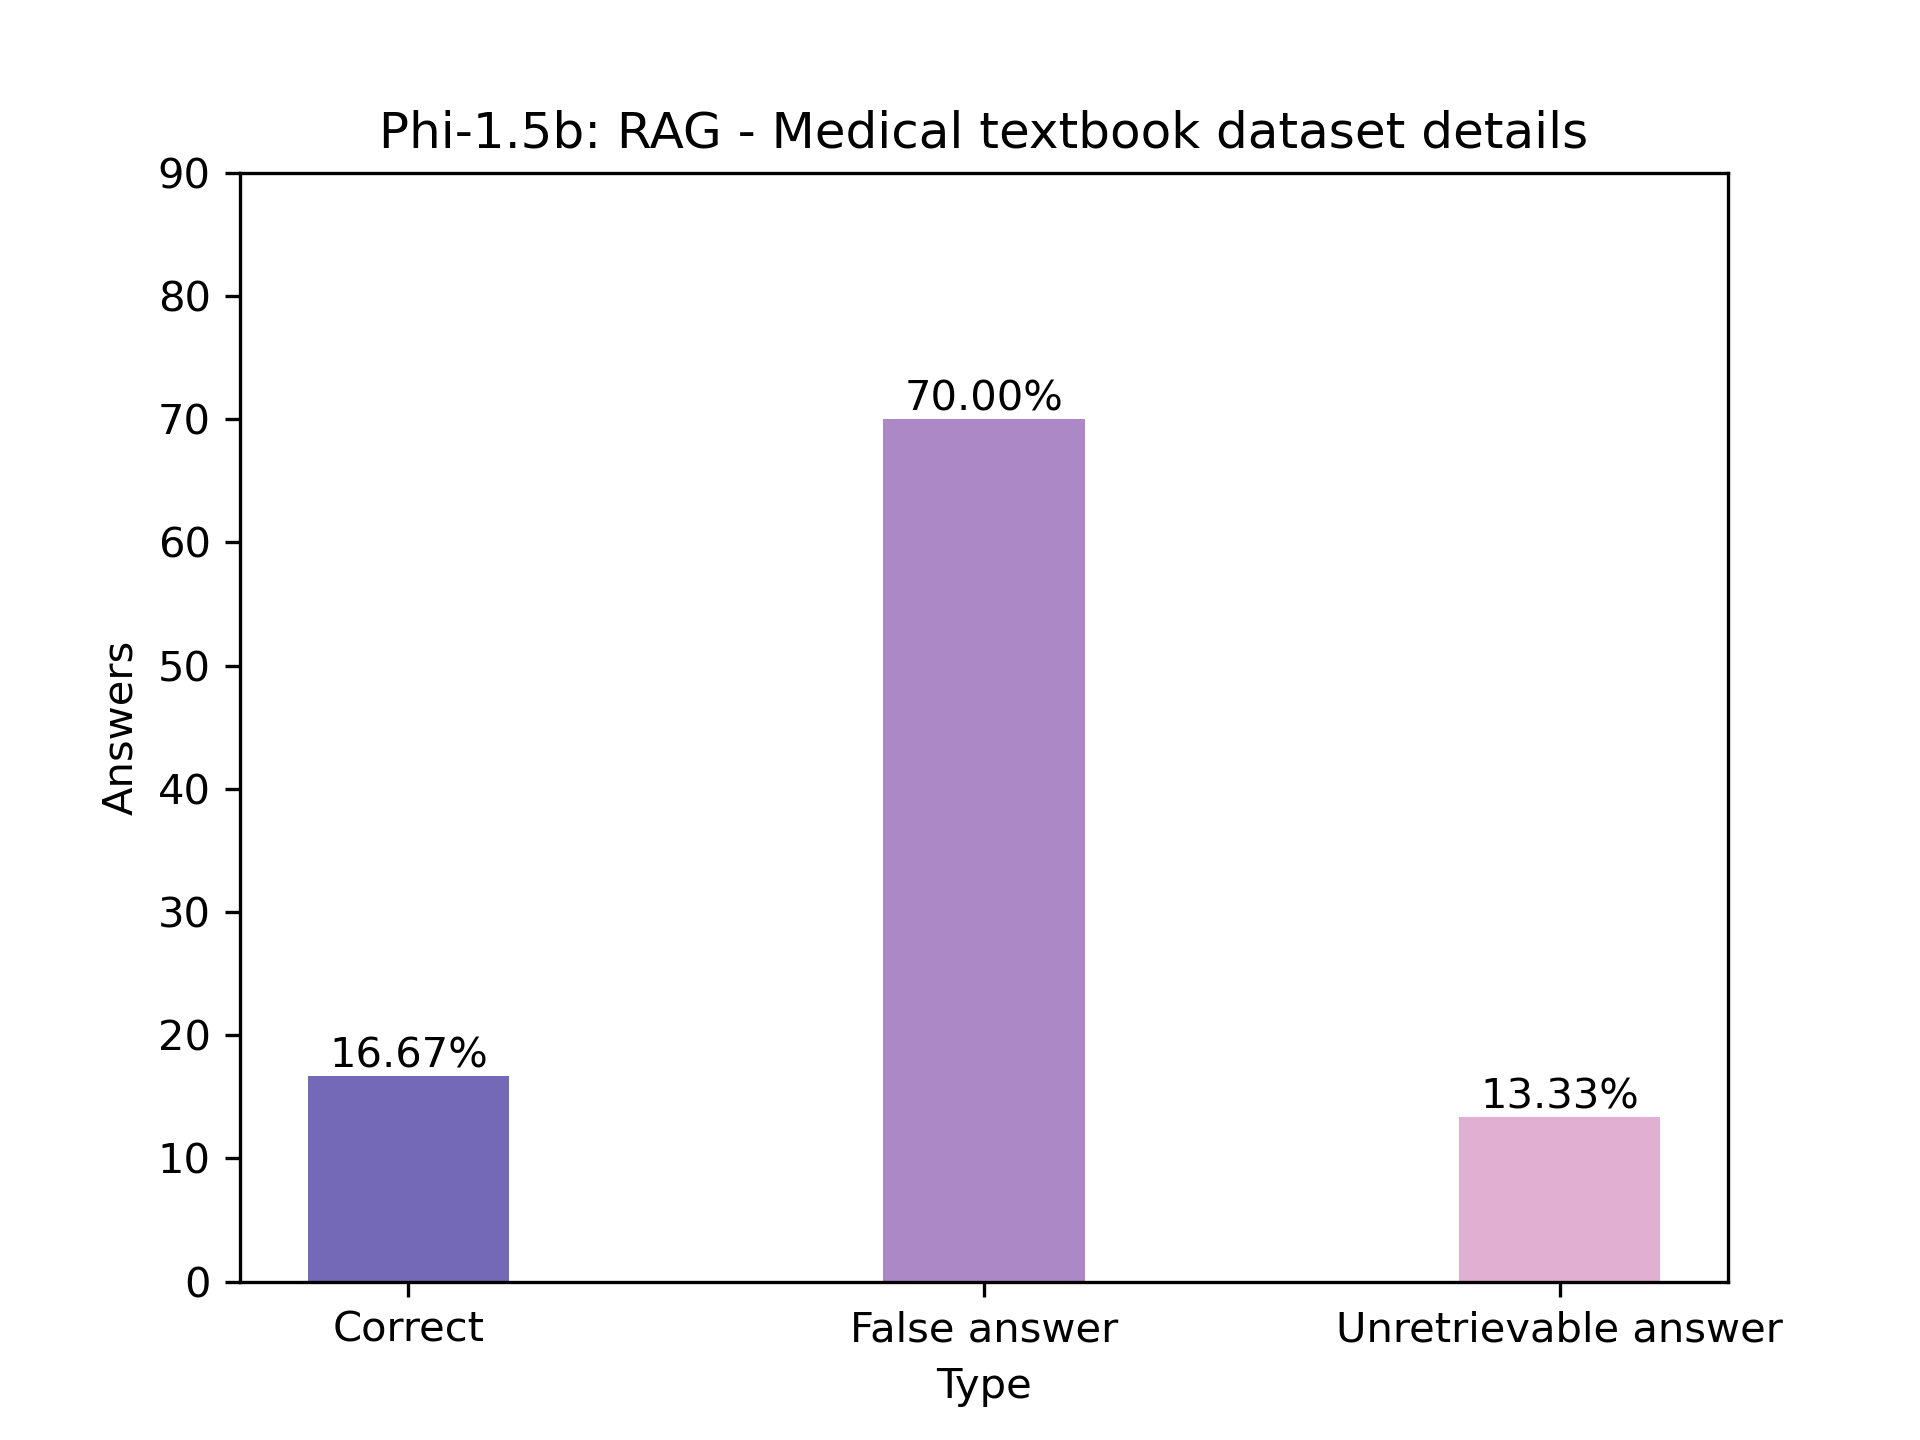 Phi-1.5b: RAG - Medical textbook dataset details
90
80
70
60
50
40
30
20
10
0
Answers
16.67%
70.00%
13.33%
Correct
False answer
Unretrievable answer
Type